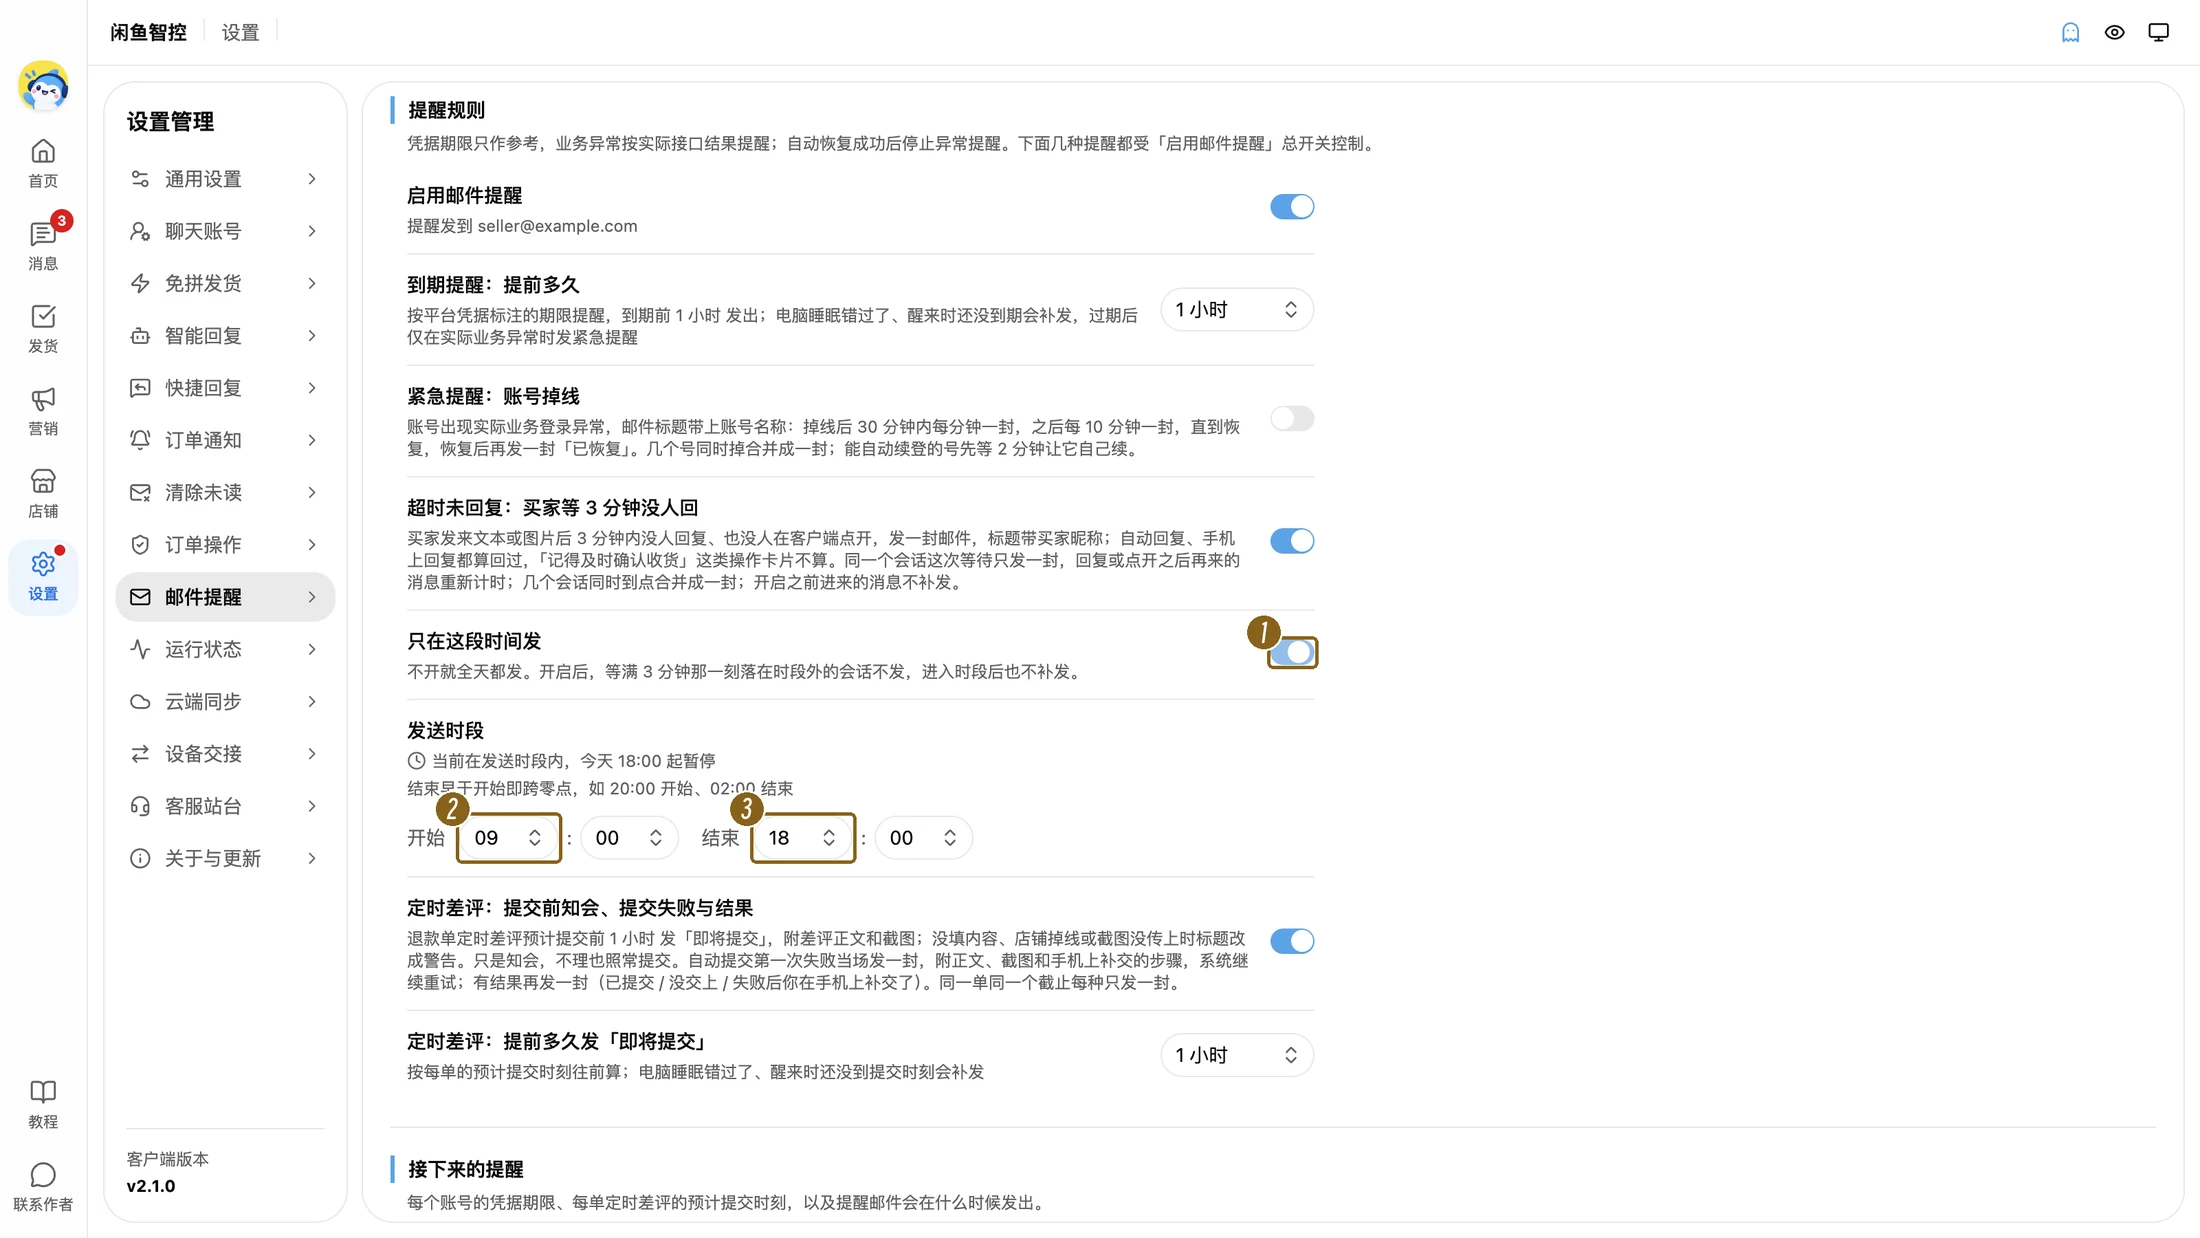 闲鱼智控
设置
首页
3
消息
发货
营销
店铺
设置
教程
联系作者
设置管理
通用设置
聊天账号
免拼发货
智能回复
快捷回复
订单通知
清除未读
订单操作
邮件提醒
运行状态
云端同步
设备交接
客服站台
关于与更新
客户端版本
v2.1.0
提醒规则
凭据期限只作参考，业务异常按实际接口结果提醒；自动恢复成功后停止异常提醒。下面几种提醒都受「启用邮件提醒」总开关控制。
启用邮件提醒
提醒发到 seller@example.com
到期提醒：提前多久
按平台凭据标注的期限提醒，到期前 1 小时 发出；电脑睡眠错过了、醒来时还没到期会补发，过期后
仅在实际业务异常时发紧急提醒
1 小时
紧急提醒：账号掉线
账号出现实际业务登录异常，邮件标题带上账号名称：掉线后 30 分钟内每分钟一封，之后每 10 分钟一封，直到恢
复，恢复后再发一封「已恢复」。几个号同时掉合并成一封；能自动续登的号先等 2 分钟让它自己续。
超时未回复：买家等 3 分钟没人回
买家发来文本或图片后 3 分钟内没人回复、也没人在客户端点开，发一封邮件，标题带买家昵称；自动回复、手机
上回复都算回过，「记得及时确认收货」这类操作卡片不算。同一个会话这次等待只发一封，回复或点开之后再来的
消息重新计时；几个会话同时到点合并成一封；开启之前进来的消息不补发。
只在这段时间发
1
不开就全天都发。开启后，等满 3 分钟那一刻落在时段外的会话不发，进入时段后也不补发。
发送时段
当前在发送时段内，今天 18:00 起暂停
结束早于开始即跨零点，如 20:00 开始、02:00 结束
2
3
开始 09 : 00 结束 18 : 00
定时差评：提交前知会、提交失败与结果
退款单定时差评预计提交前 1 小时 发「即将提交」，附差评正文和截图；没填内容、店铺掉线或截图没传上时标题改
成警告。只是知会，不理也照常提交。自动提交第一次失败当场发一封，附正文、截图和手机上补交的步骤，系统继
续重试；有结果再发一封（已提交 / 没交上 / 失败后你在手机上补交了）。同一单同一个截止每种只发一封。
定时差评：提前多久发「即将提交」
按每单的预计提交时刻往前算；电脑睡眠错过了、醒来时还没到提交时刻会补发
1 小时
接下来的提醒
每个账号的凭据期限、每单定时差评的预计提交时刻，以及提醒邮件会在什么时候发出。